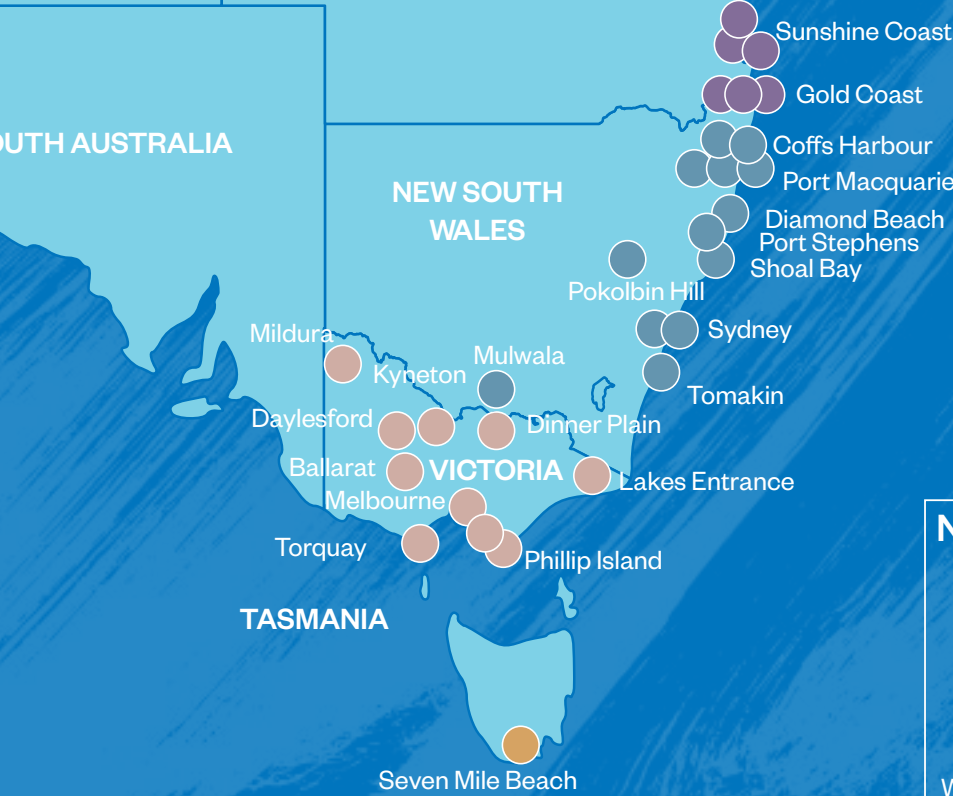 Sunshine Coast
Gold Coast
OUTH AUSTRALIA
Coffs Harbour
Port Macquarie
NEW SOUTH
WALES
Diamond Beach
Port Stephens
Shoal Bay
Pokolbin Hill
Sydney
Mildura
Mulwala
Kyneton
Tomakin
Daylesford
Dinner Plain
Ballarat
VICTORIA
Lakes Entrance
Melbourne
Torquay
Phillip Island
N
TASMANIA
Seven Mile Beach
W